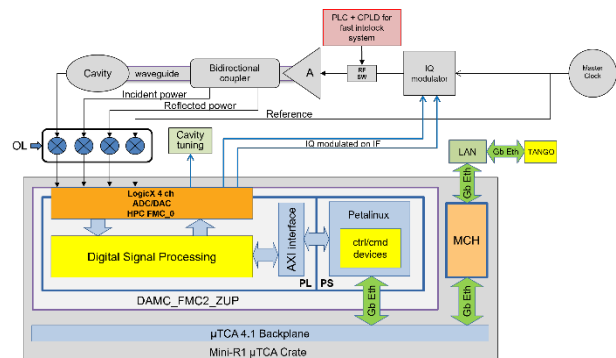 PLC + CPLD for
fast intolock
system
Cavity
waveguide
Bidirectional
coupler
A
RF
SW
IQ
modulator
Master
Clock
Incident power
Roflocted power
Reference
OL
Cavity
tuning
IQ modulated on IF
LAN
Gb Eth
TANGO
Gb Eth
LogicX 4 ch
ADC/DAC
HPC FMC_0
Digital Signal Processing
AXI interface
Petalinux
ctrl/cmd
devices
MCH
PL
PS
DAMC_FMC2_ZUP
Gb Eth
Gb Eth
µTCA 4.1 Backplane
Mini-R1 µTCA Crate